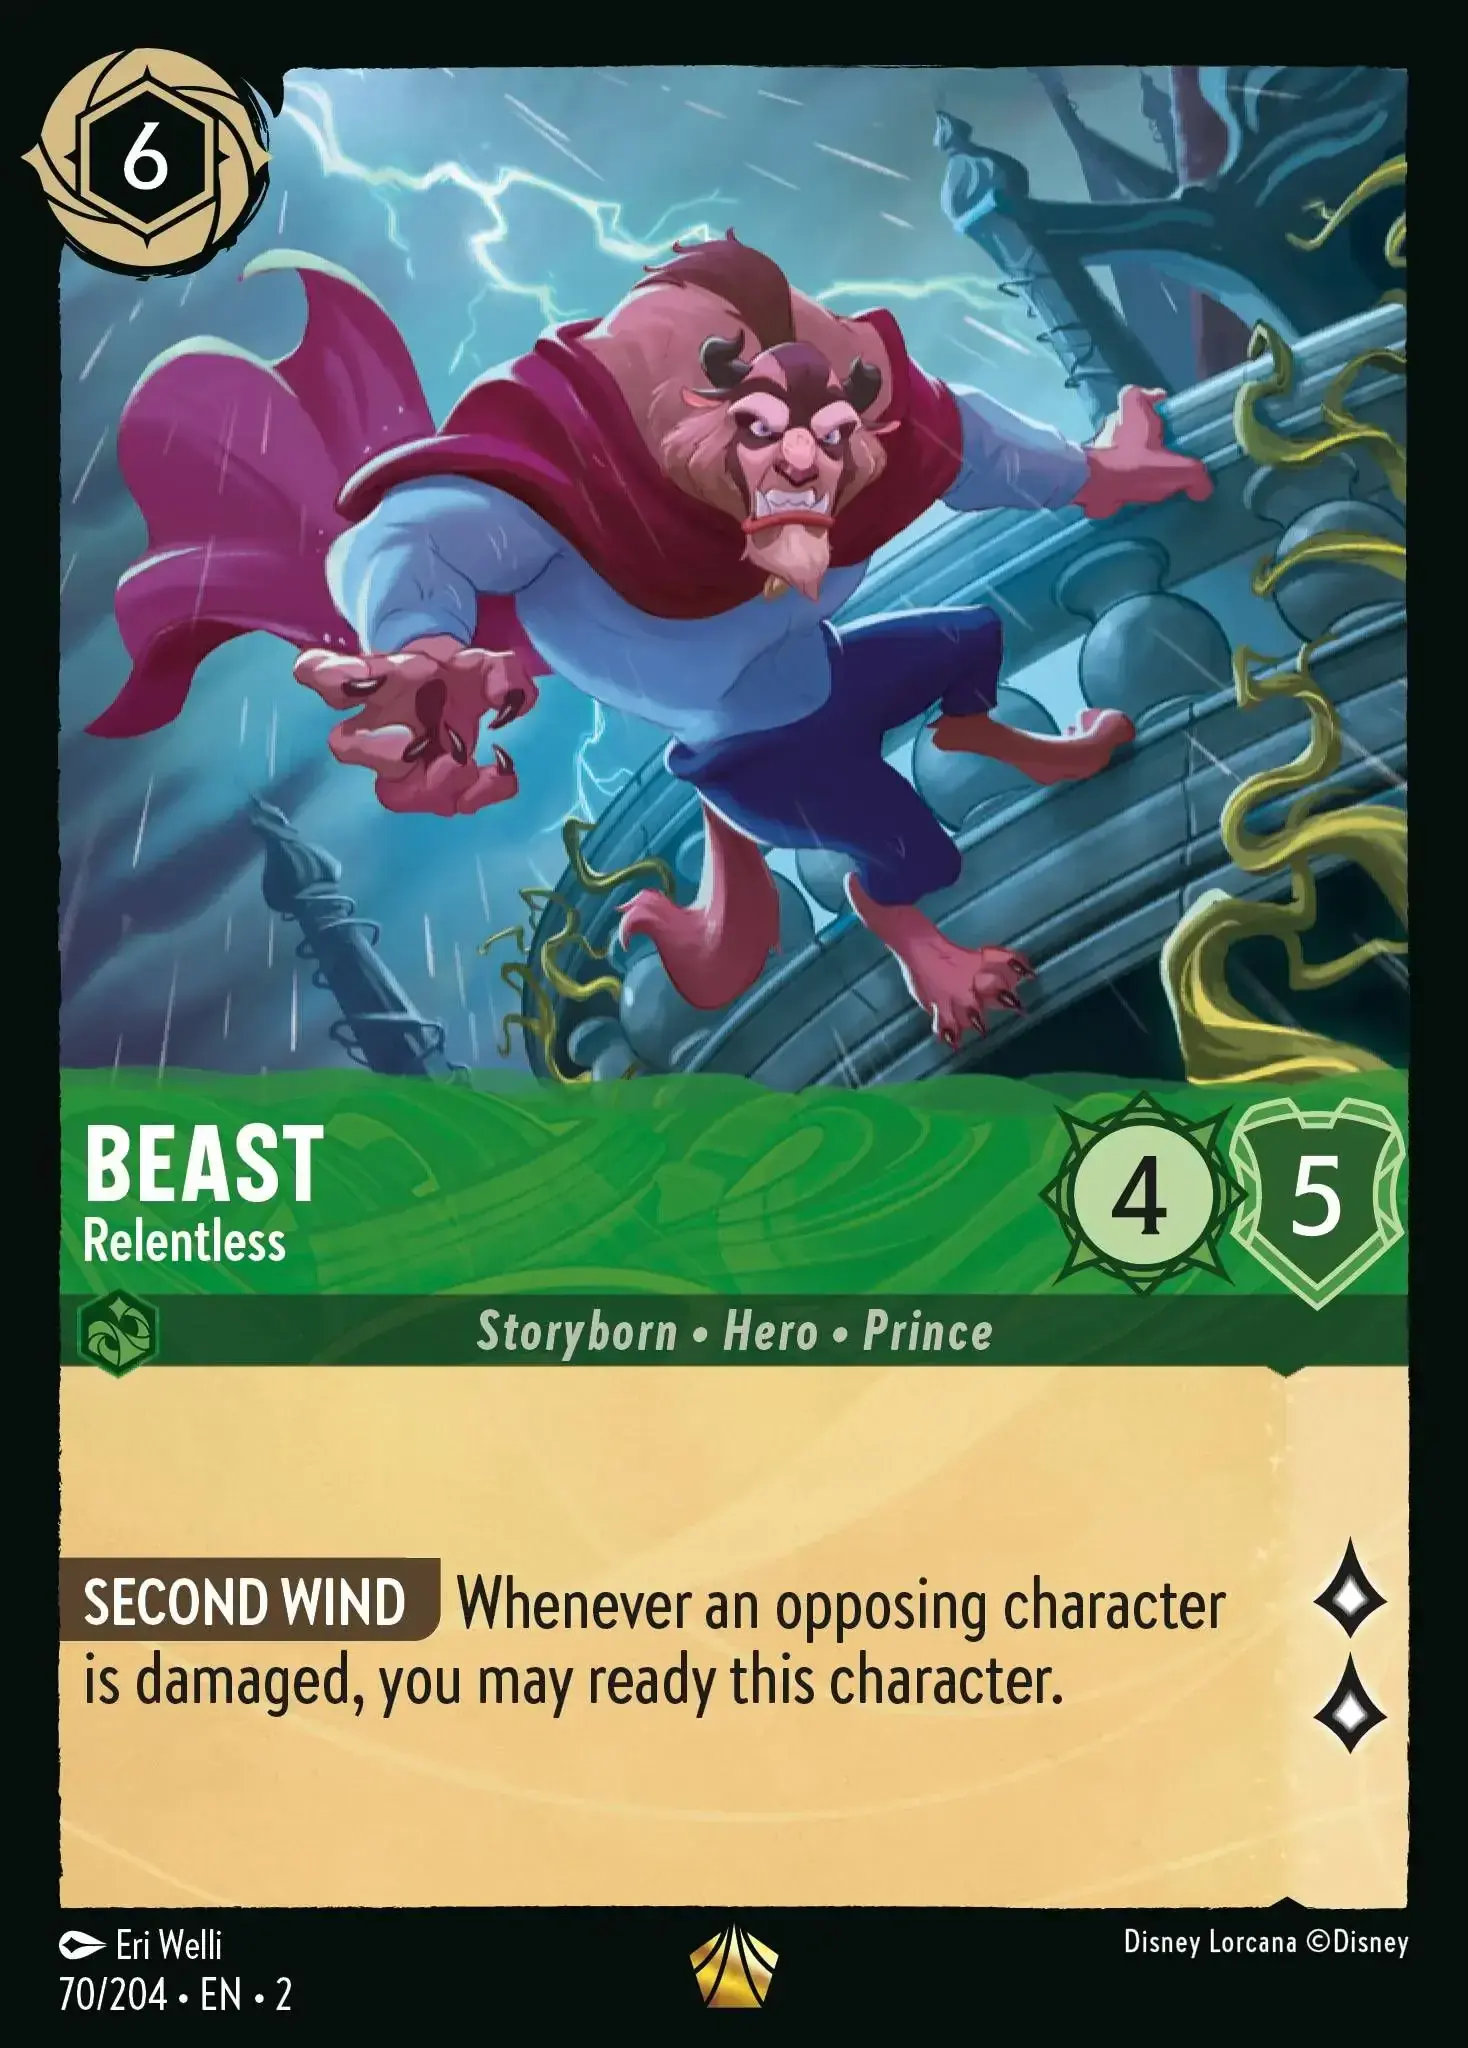 6
BEAST
Relentless
4
5
Storyborn • Hero • Prince
SECOND WIND Whenever an opposing character
is damaged, you may ready this character.
Eri Welli
70/204 • EN • 2
Disney Lorcana ©Disney